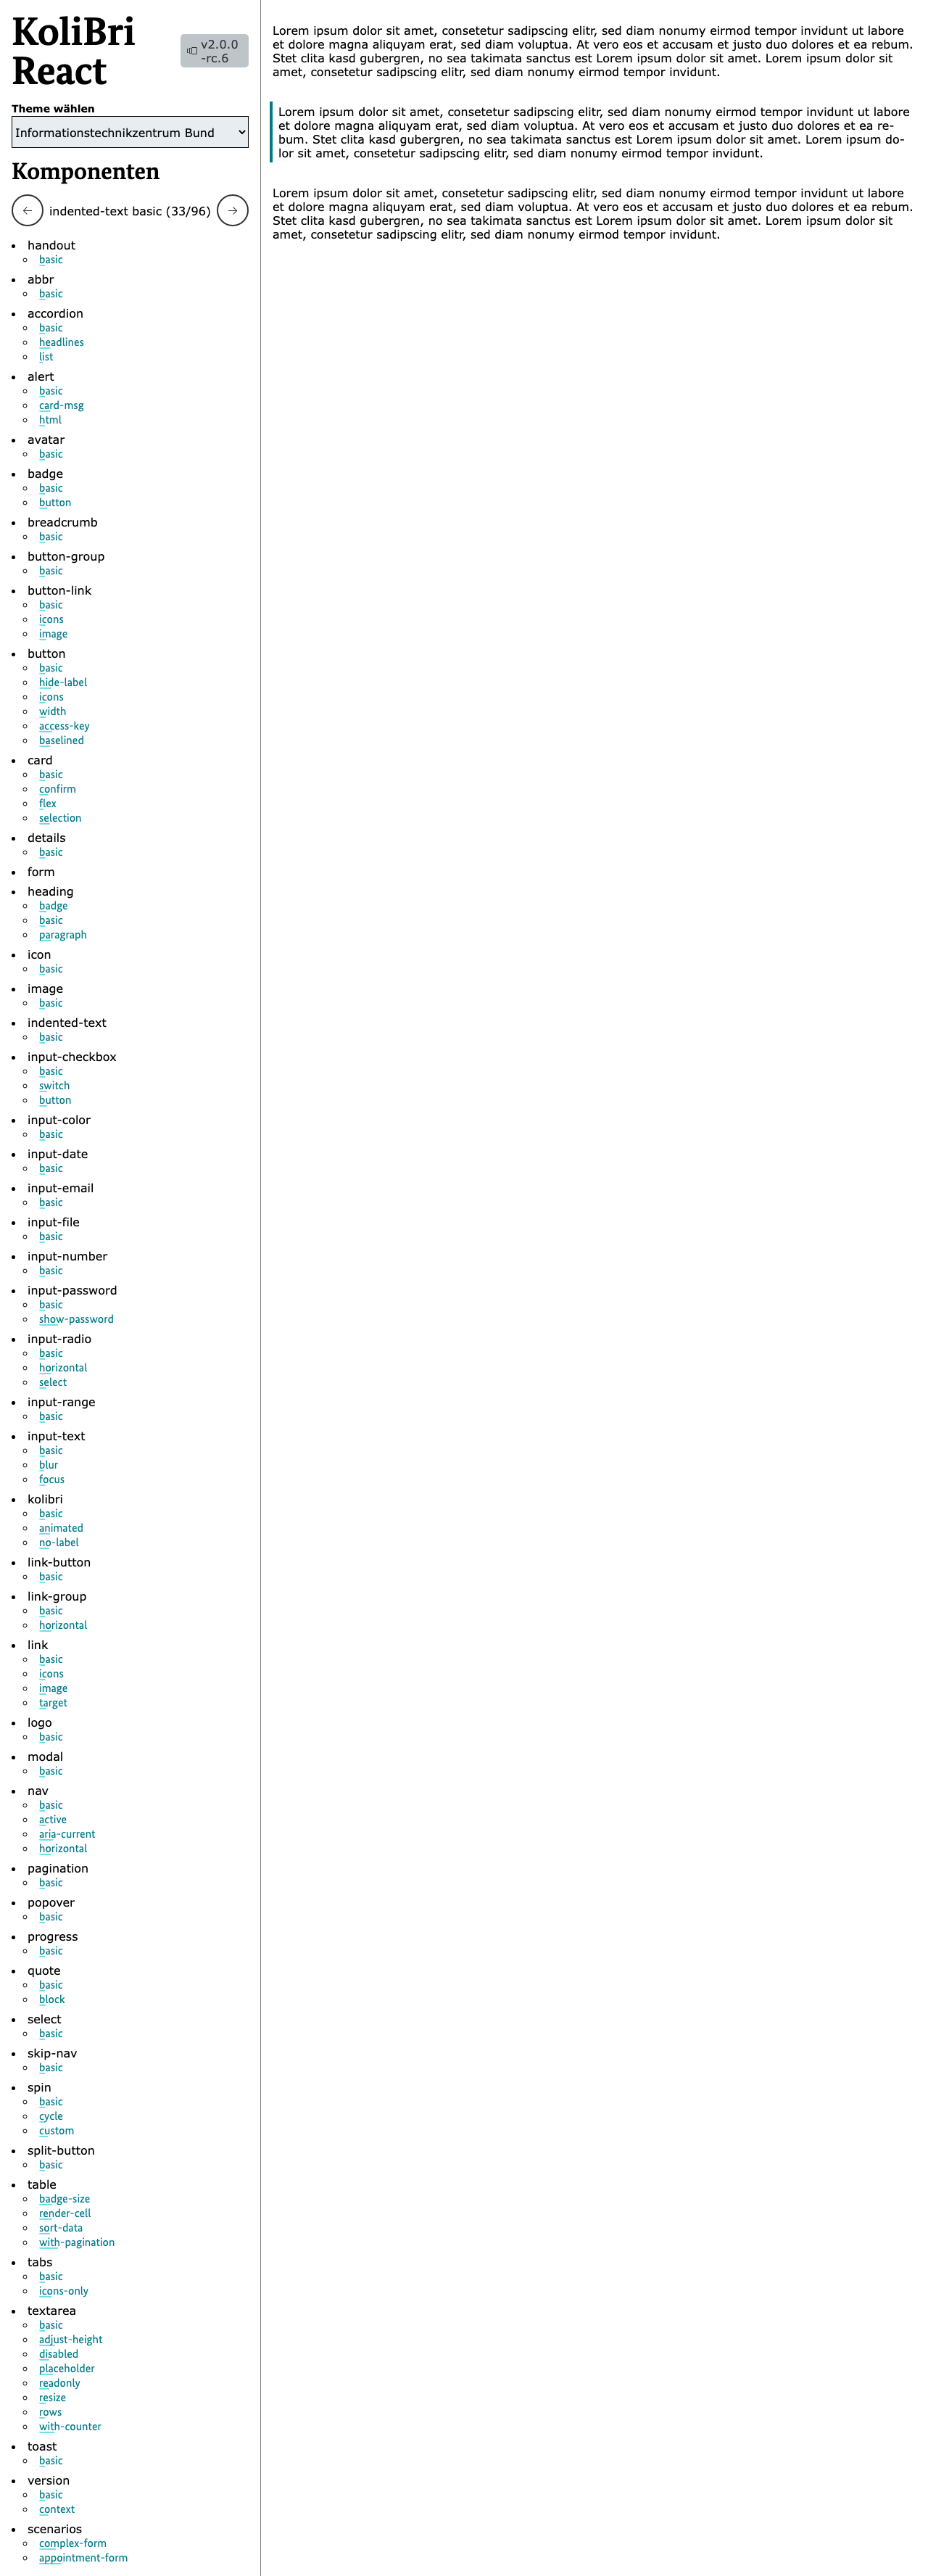 KoliBri
React
v2.0.0
-rc.6
Theme wählen
Informationstechnikzentrum Bund
Komponenten
indented-text basic (33/96)
handout
basic
abbr
basic
accordion
basic
headlines
list
alert
basic
card-msg
html
avatar
basic
badge
basic
button
breadcrumb
basic
button-group
basic
button-link
basic
icons
image
button
basic
hide-label
icons
width
access-key
baselined
card
basic
confirm
flex
selection
details
basic
form
heading
badge
basic
paragraph
icon
basic
image
basic
indented-text
basic
input-checkbox
basic
switch
button
input-color
basic
input-date
basic
input-email
basic
input-file
basic
input-number
basic
input-password
basic
show-password
input-radio
basic
horizontal
select
input-range
basic
input-text
basic
blur
focus
kolibri
basic
animated
no-label
link-button
basic
link-group
basic
horizontal
link
basic
icons
image
target
logo
basic
modal
basic
nav
basic
active
aria-current
horizontal
pagination
basic
popover
basic
progress
basic
quote
basic
block
select
basic
skip-nav
basic
spin
basic
cycle
custom
split-button
basic
table
badge-size
render-cell
sort-data
with-pagination
tabs
basic
icons-only
textarea
basic
adjust-height
disabled
placeholder
readonly
resize
rows
with-counter
toast
basic
version
basic
context
scenarios
complex-form
appointment-form
Lorem ipsum dolor sit amet, consetetur sadipscing elitr, sed diam nonumy eirmod tempor invidunt ut labore
et dolore magna aliquyam erat, sed diam voluptua. At vero eos et accusam et justo duo dolores et ea rebum.
Stet clita kasd gubergren, no sea takimata sanctus est Lorem ipsum dolor sit amet. Lorem ipsum dolor sit
amet, consetetur sadipscing elitr, sed diam nonumy eirmod tempor invidunt.
Lorem ipsum dolor sit amet, consetetur sadipscing elitr, sed diam nonumy eirmod tempor invidunt ut labore
et dolore magna aliquyam erat, sed diam voluptua. At vero eos et accusam et justo duo dolores et ea re-
bum. Stet clita kasd gubergren, no sea takimata sanctus est Lorem ipsum dolor sit amet. Lorem ipsum do-
lor sit amet, consetetur sadipscing elitr, sed diam nonumy eirmod tempor invidunt.
Lorem ipsum dolor sit amet, consetetur sadipscing elitr, sed diam nonumy eirmod tempor invidunt ut labore
et dolore magna aliquyam erat, sed diam voluptua. At vero eos et accusam et justo duo dolores et ea rebum.
Stet clita kasd gubergren, no sea takimata sanctus est Lorem ipsum dolor sit amet. Lorem ipsum dolor sit
amet, consetetur sadipscing elitr, sed diam nonumy eirmod tempor invidunt.